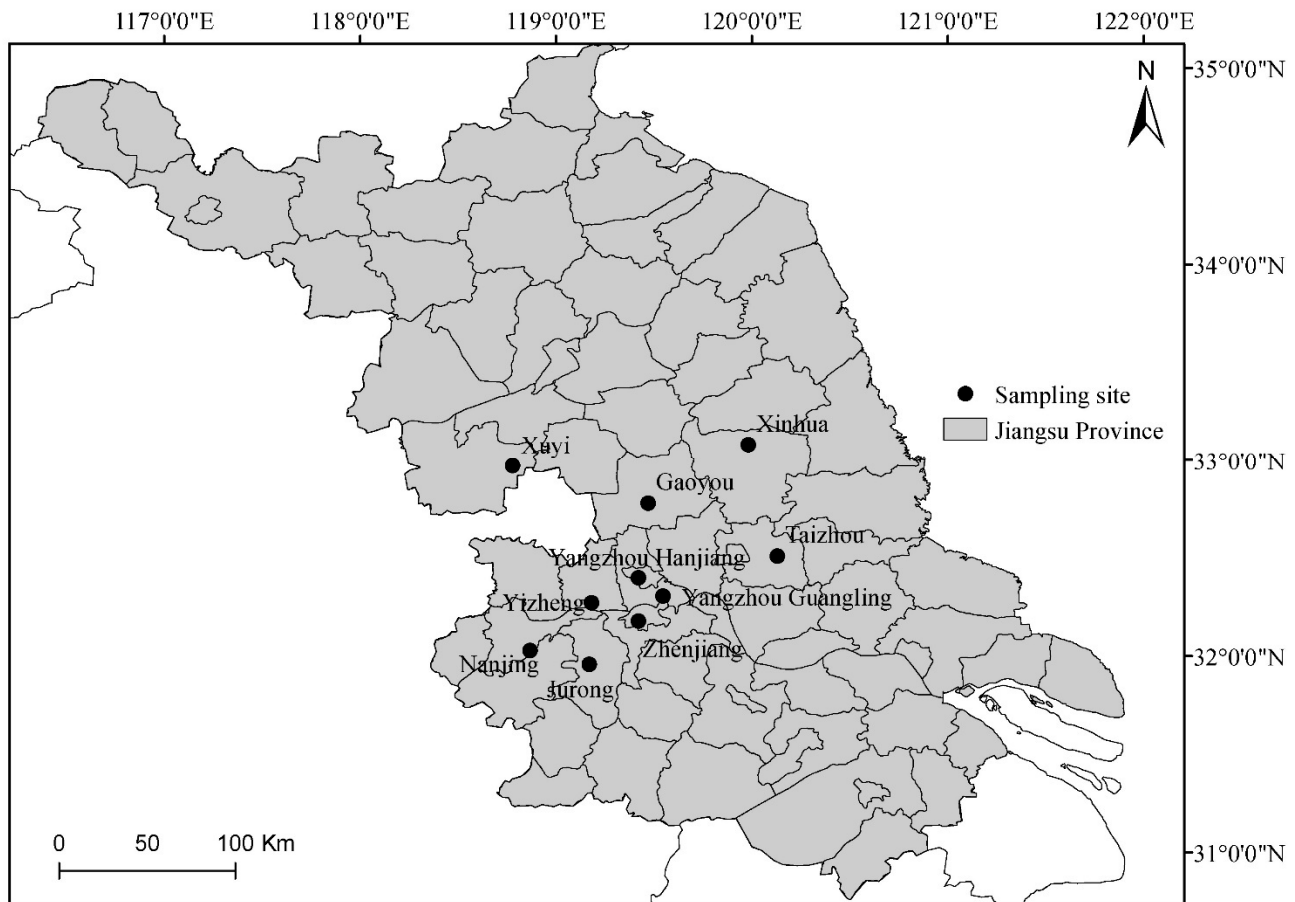 117°0'0"E 118°0'0"E 119°0'0"E 120°0'0"E 121°0'0"E 122°0'0"E
35°0'0"N
N
34°0'0"N
Sampling site
Jiangsu Province
Xinhua
Xuyi
33°0'0"N
Gaoyou
Taizhou
Yangzhou Hanjiang
Yizheng
Yangzhou Guangling
Zhenjiang
Nanjing
32°0'0"N
Jurong
0 50 100 Km
31°0'0"N